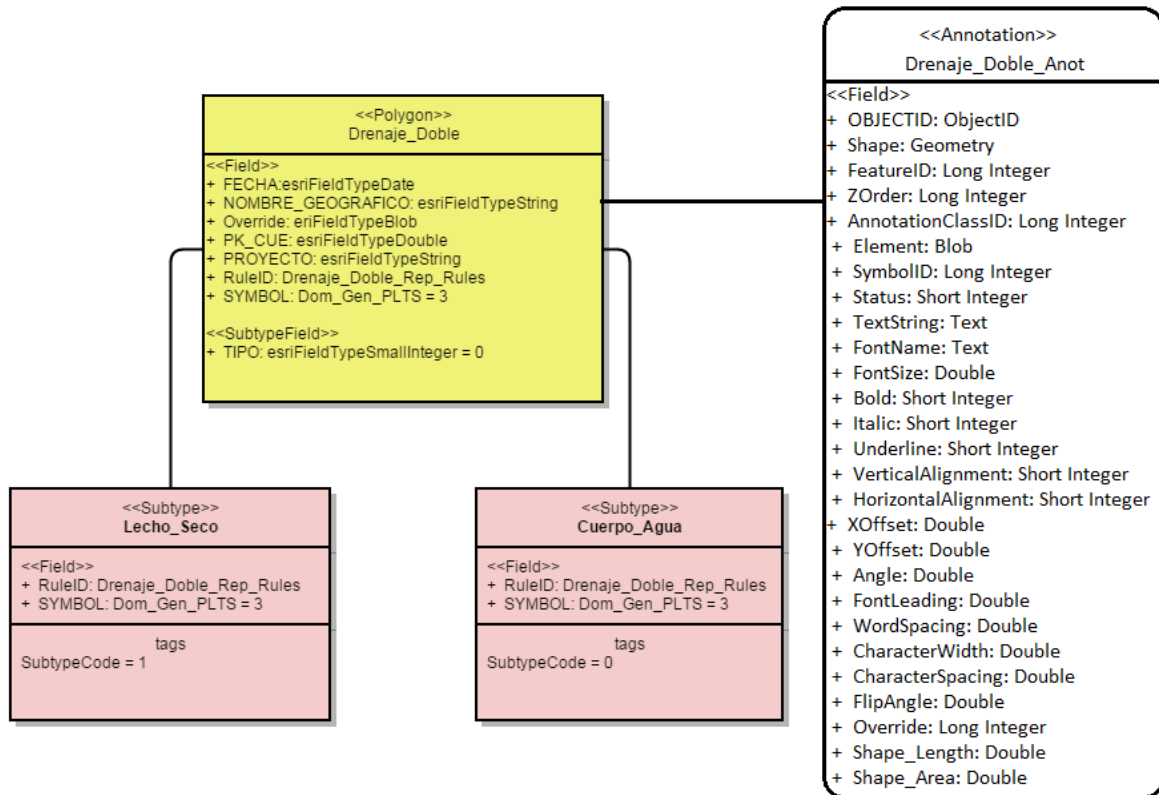 <<Polygon>>
Drenaje_Doble
<<Field>>
+ FECHA:esriFieldTypeDate
+ NOMBRE_GEOGRAFICO: esriFieldTypeString
+ Override: eriFieldTypeBlob
+ PK_CUE: esriFieldTypeDouble
+ PROYECTO: esriFieldTypeString
+ RuleID: Drenaje_Doble_Rep_Rules
+ SYMBOL: Dom_Gen_PLTS = 3
<<SubtypeField>>
+ TIPO: esriFieldTypeSmallInteger = 0
<<Subtype>>
Lecho_Seco
<<Field>>
+ RuleID: Drenaje_Doble_Rep_Rules
+ SYMBOL: Dom_Gen_PLTS = 3
tags
SubtypeCode = 1
<<Subtype>>
Cuerpo_Agua
<<Field>>
+ RuleID: Drenaje_Doble_Rep_Rules
+ SYMBOL: Dom_Gen_PLTS = 3
tags
SubtypeCode = 0
<<Annotation>>
Drenaje_Doble_Anot
<<Field>>
+ OBJECTID: ObjectID
+ Shape: Geometry
+ FeatureID: Long Integer
+ ZOrder: Long Integer
+ AnnotationClassID: Long Integer
+ Element: Blob
+ SymbolID: Long Integer
+ Status: Short Integer
+ TextString: Text
+ FontName: Text
+ FontSize: Double
+ Bold: Short Integer
+ Italic: Short Integer
+ Underline: Short Integer
+ VerticalAlignment: Short Integer
+ HorizontalAlignment: Short Integer
+ XOffset: Double
+ YOffset: Double
+ Angle: Double
+ FontLeading: Double
+ WordSpacing: Double
+ CharacterWidth: Double
+ CharacterSpacing: Double
+ FlipAngle: Double
+ Override: Long Integer
+ Shape_Length: Double
+ Shape_Area: Double